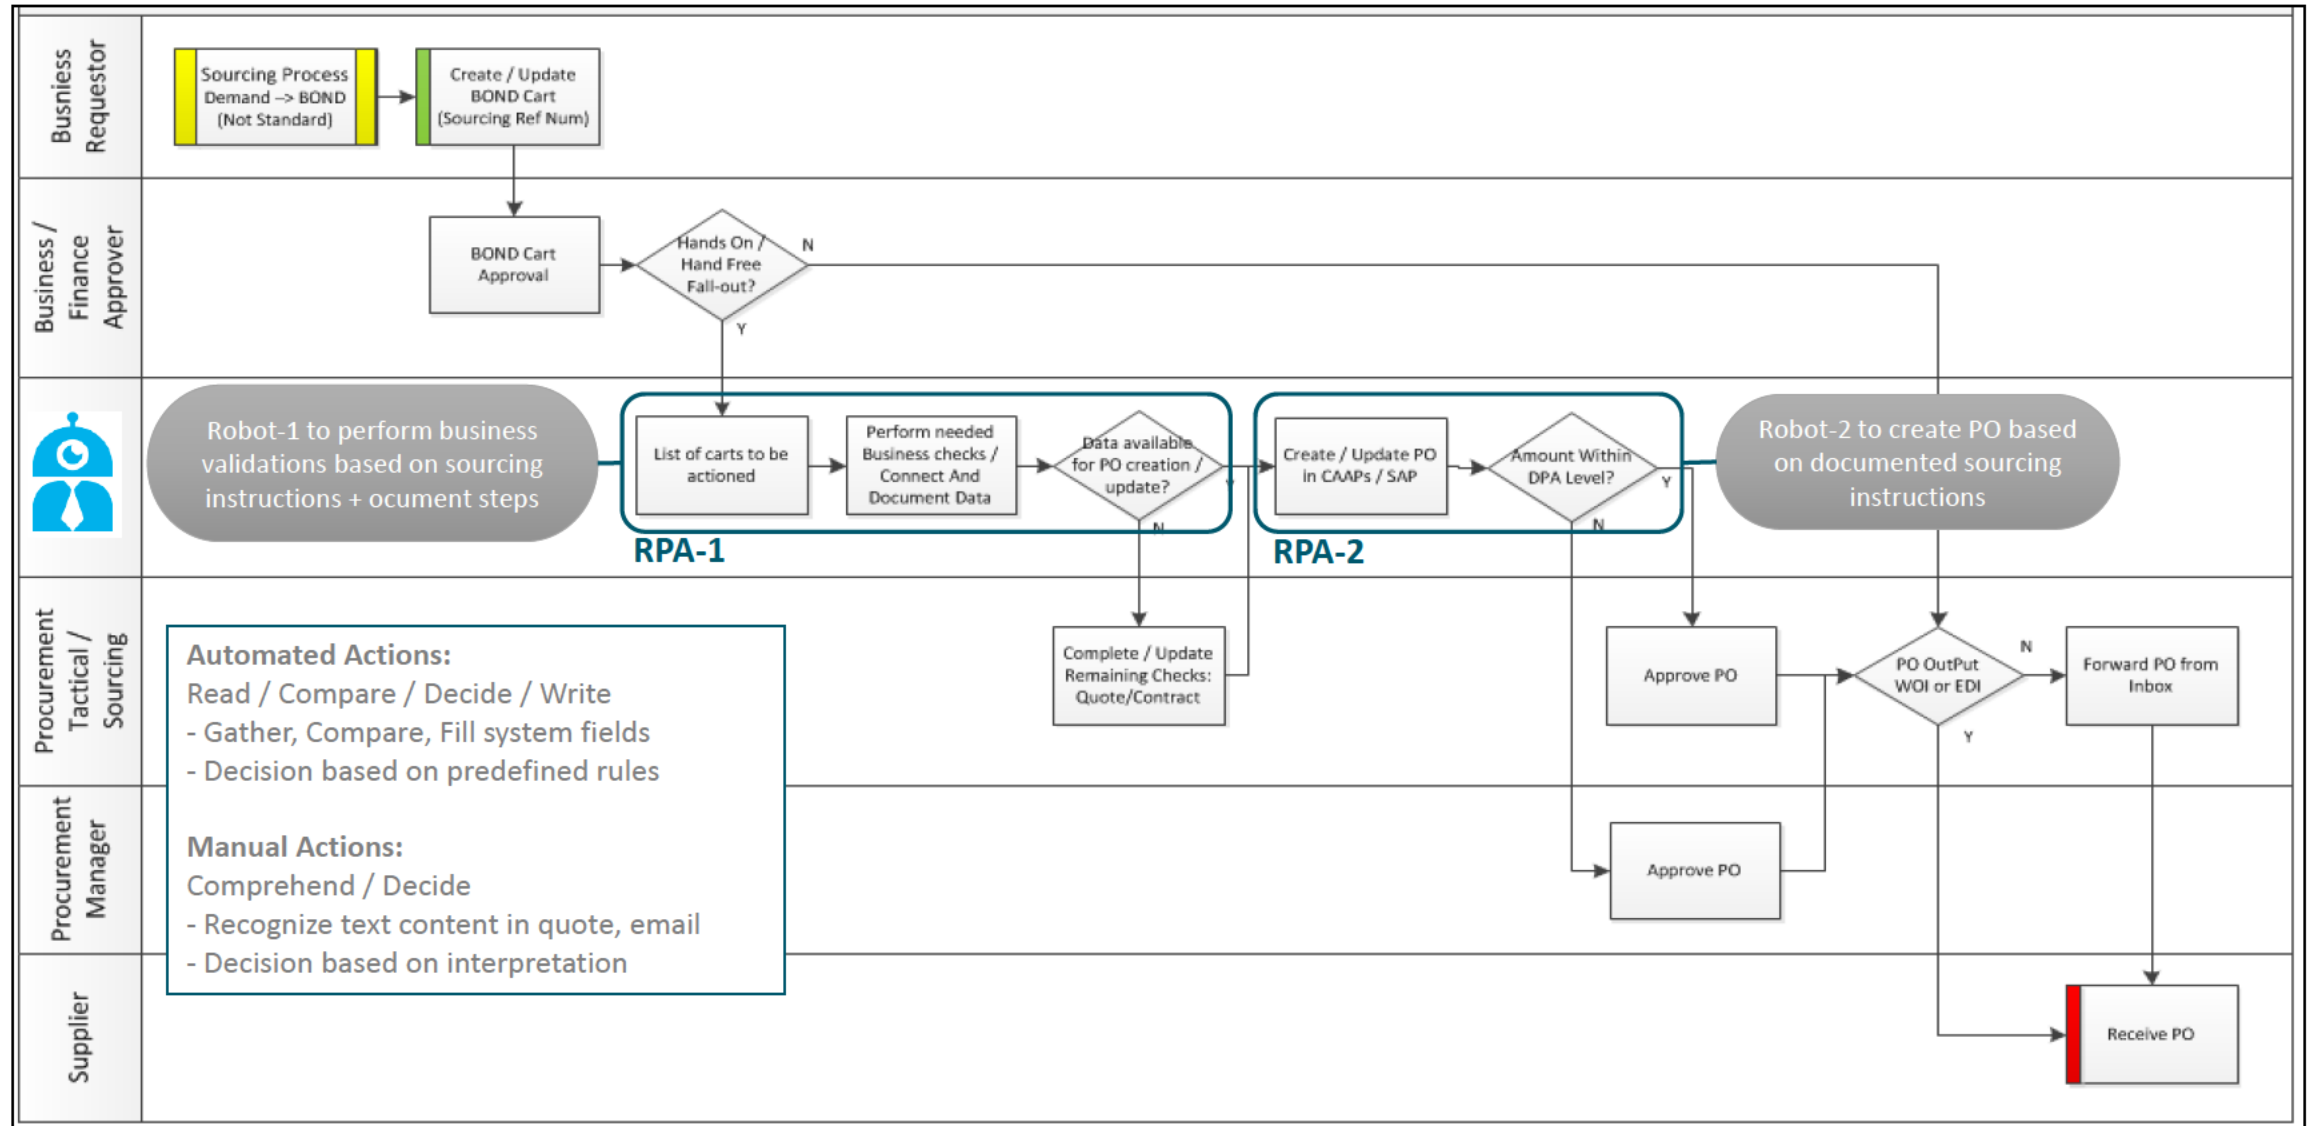 Busniess
Requestor
Sourcing Process
Demand --> BOND
(Not Standard)
Create / Update
BOND Cart
(Sourcing Ref Num)
Business /
Finance
Approver
BOND Cart
Approval
Hands On /
Hand Free
Fall-out?
N
Y
Robot-1 to perform business
validations based on sourcing
instructions + ocument steps
List of carts to be
actioned
Perform needed
Business checks /
Connect And
Document Data
Data available
for PO creation /
update?
Y
N
RPA-1
Create / Update PO
in CAAPs / SAP
Amount Within
DPA Level?
Y
N
RPA-2
Robot-2 to create PO based
on documented sourcing
instructions
Procurement
Tactical /
Sourcing
Complete / Update
Remaining Checks:
Quote/Contract
Approve PO
PO OutPut
WOI or EDI
N
Y
Forward PO from
Inbox
Automated Actions:
Read / Compare / Decide / Write
- Gather, Compare, Fill system fields
- Decision based on predefined rules
Manual Actions:
Comprehend / Decide
- Recognize text content in quote, email
- Decision based on interpretation
Procurement
Manager
Approve PO
Supplier
Receive PO